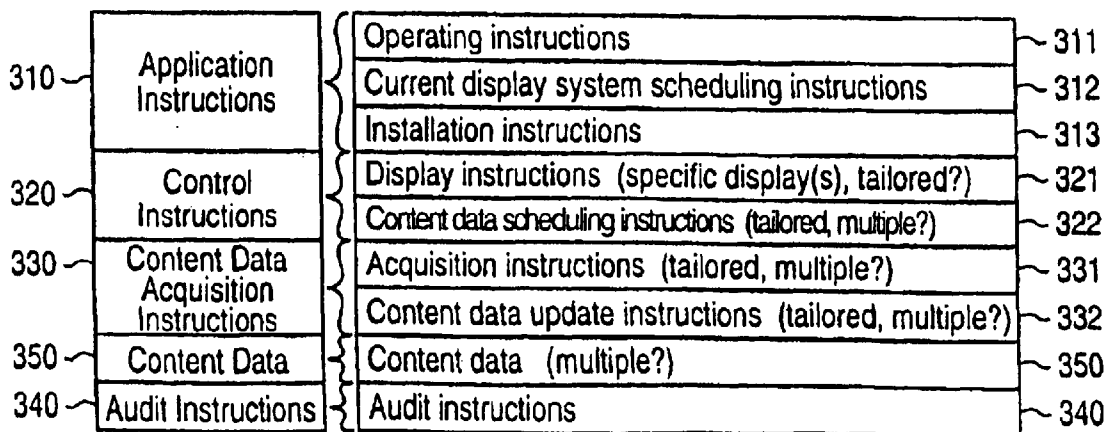 310
Application
Instructions
Operating instructions
311
Current display system scheduling instructions
312
Installation instructions
313
320
Control
Instructions
Display instructions (specific display(s), tailored?)
321
Content data scheduling instructions (tailored, multiple?)
322
330
Content Data
Acquisition
Instructions
Acquisition instructions (tailored, multiple?)
331
Content data update instructions (tailored, multiple?)
332
350
Content Data
Content data (multiple?)
350
340
Audit Instructions
Audit instructions
340